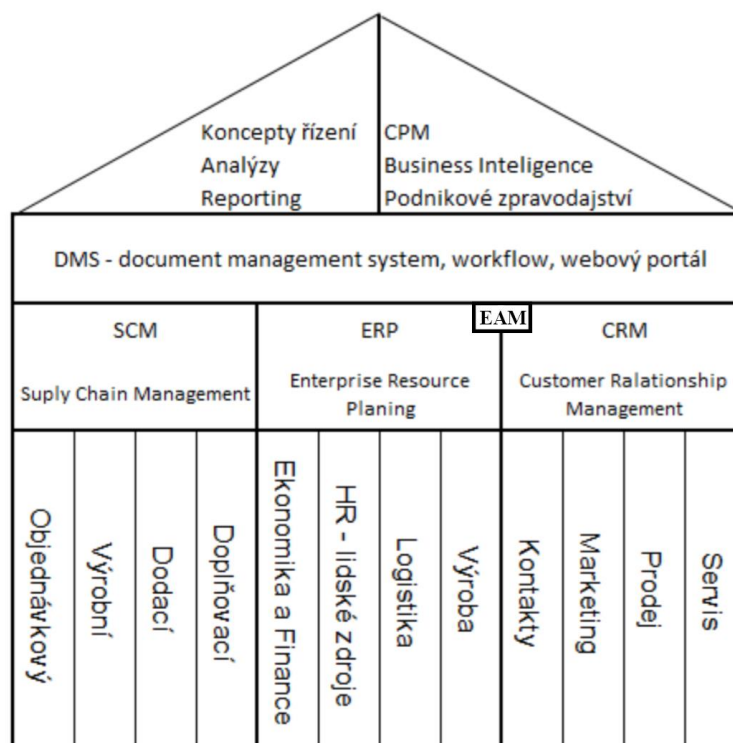 Koncepty řízení
Analýzy
Reporting
CPM
Business Inteligence
Podnikové zpravodajství
DMS - document management system, workflow, webový portál
SCM
Suply Chain Management
ERP
Enterprise Resource
Planing
EAM
CRM
Customer Ralationship
Management
Objednávkový
Výrobní
Dodací
Doplňovací
Ekonomika a Finance
HR - lidské zdroje
Logistika
Výroba
Kontakty
Marketing
Prodej
Servis